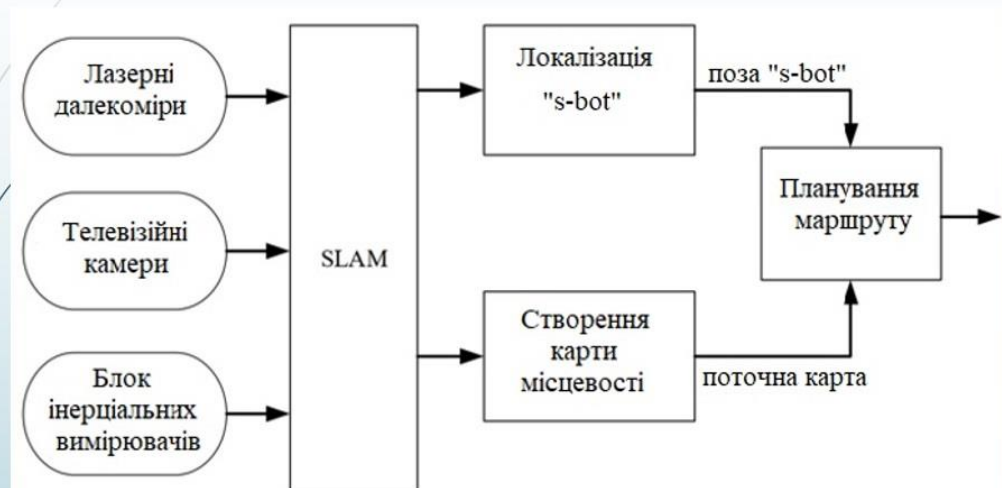 Лазерні
далекоміри
Телевізійні
камери
Блок
інерціальних
вимірювачів
SLAM
Локалізація
"s-bot"
поза "s-bot"
Створення
карти
місцевості
поточна карта
Планування
маршруту